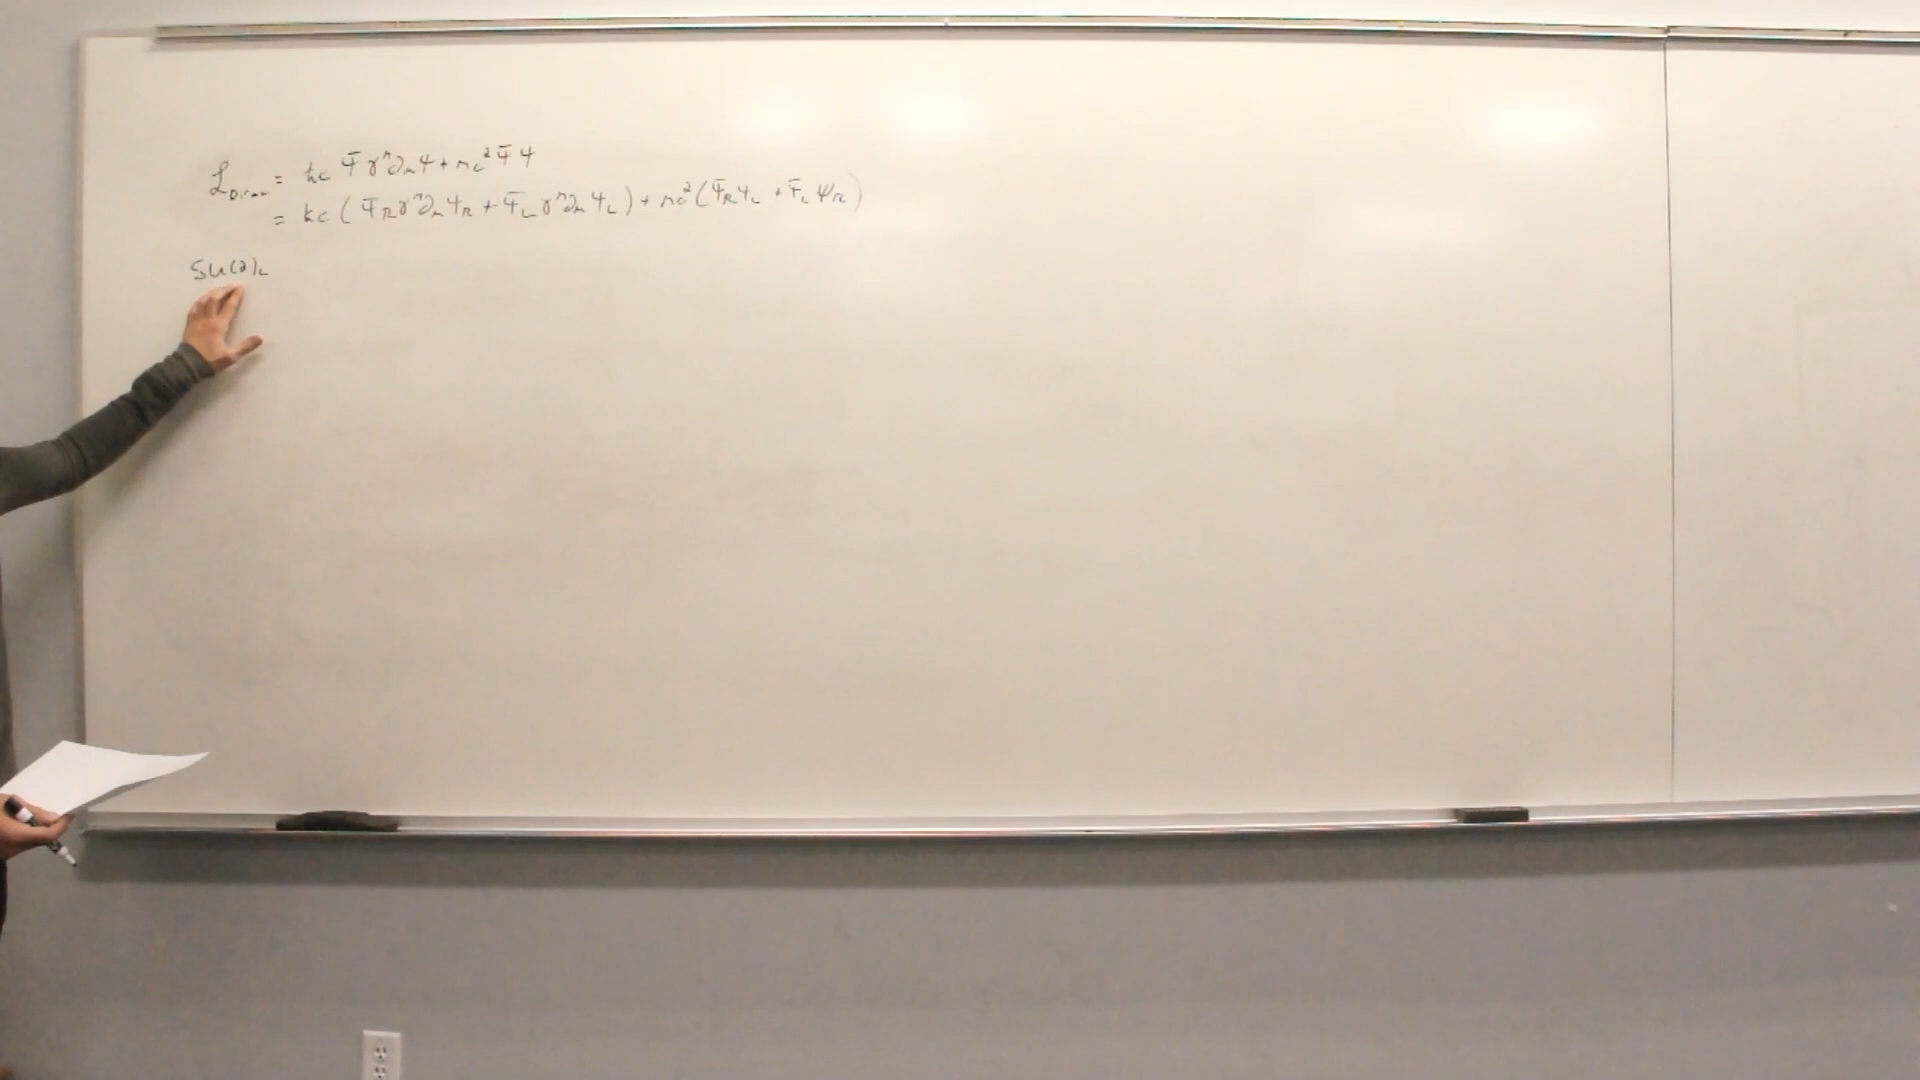 ℒ_Dirac = ħc Ψ̄ γ^μ ∂_μ Ψ + mc² Ψ̄ Ψ
= ħc ( Ψ̄_R γ^μ ∂_μ Ψ_R + Ψ̄_L γ^μ ∂_μ Ψ_L ) + mc² ( Ψ̄_R Ψ_L + Ψ̄_L Ψ_R )
SU(2)_L